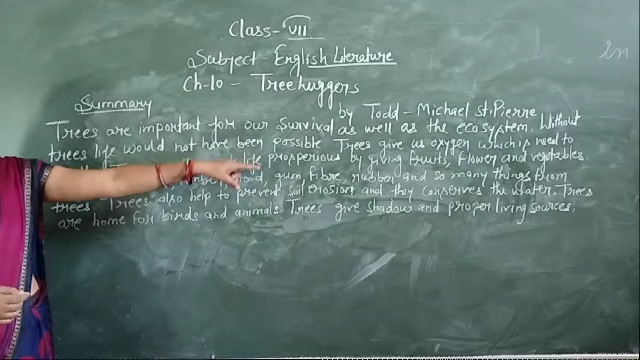 Class- VII
Subject - English Literature
Ch-10 - Treehuggers
Summary
by Todd - Michael St.Pierre
Trees are important for our survival as well as the ecosystem. Without
trees life would not have been possible. Trees give us oxygen which is need to
life prosperious by giving fruits, flower and vegetables.
wood, gum, fibre, rubber, and so many things from
trees. Trees also help to prevent soil erosion and they conserves the water. Trees
are home for birds and animals Trees give shadow and proper living sources.